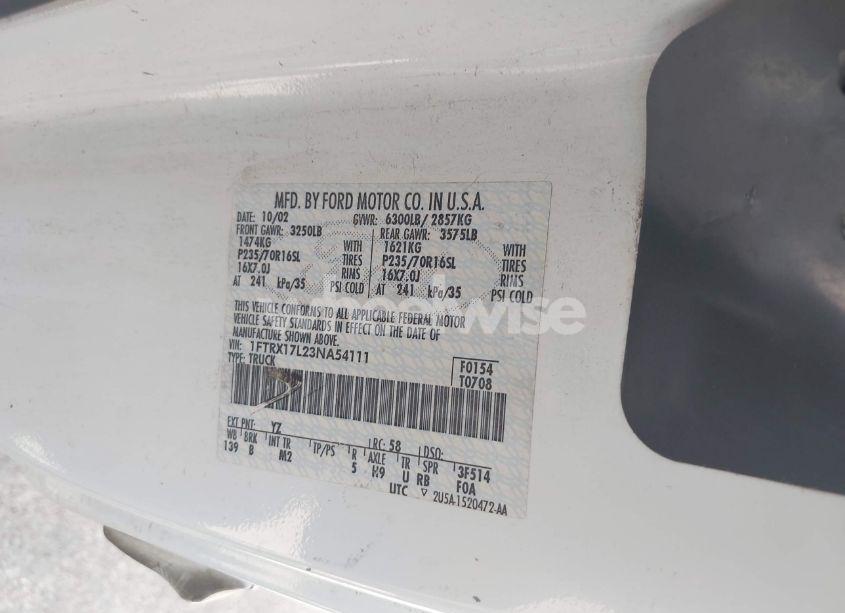 MFD. BY FORD MOTOR CO. IN U.S.A.
DATE: 10/02 GVWR: 6300LB/ 2857KG
FRONT GAWR: 3250LB REAR GAWR: 3575LB
1474KG WITH 1621KG WITH
P235/70R16SL TIRES P235/70R16SL TIRES
16X7.0J RIMS 16X7.0J RIMS
AT 241 kPa/35 PSI COLD AT 241 kPa/35 PSI COLD
THIS VEHICLE CONFORMS TO ALL APPLICABLE FEDERAL MOTOR
VEHICLE SAFETY STANDARDS IN EFFECT ON THE DATE OF
MANUFACTURE SHOWN ABOVE.
VIN: 1FTRX17L23NA54111
TYPE: TRUCK
F0154
T0708
EXT PNT: YZ RC: 58 DSO:
WB BRK INT TR TP/PS R AXLE TR SPR 3F514
139 B M2 5 H9 U RB FOA
UTC ▽ 2U5A-1520472-AA
wheelwise